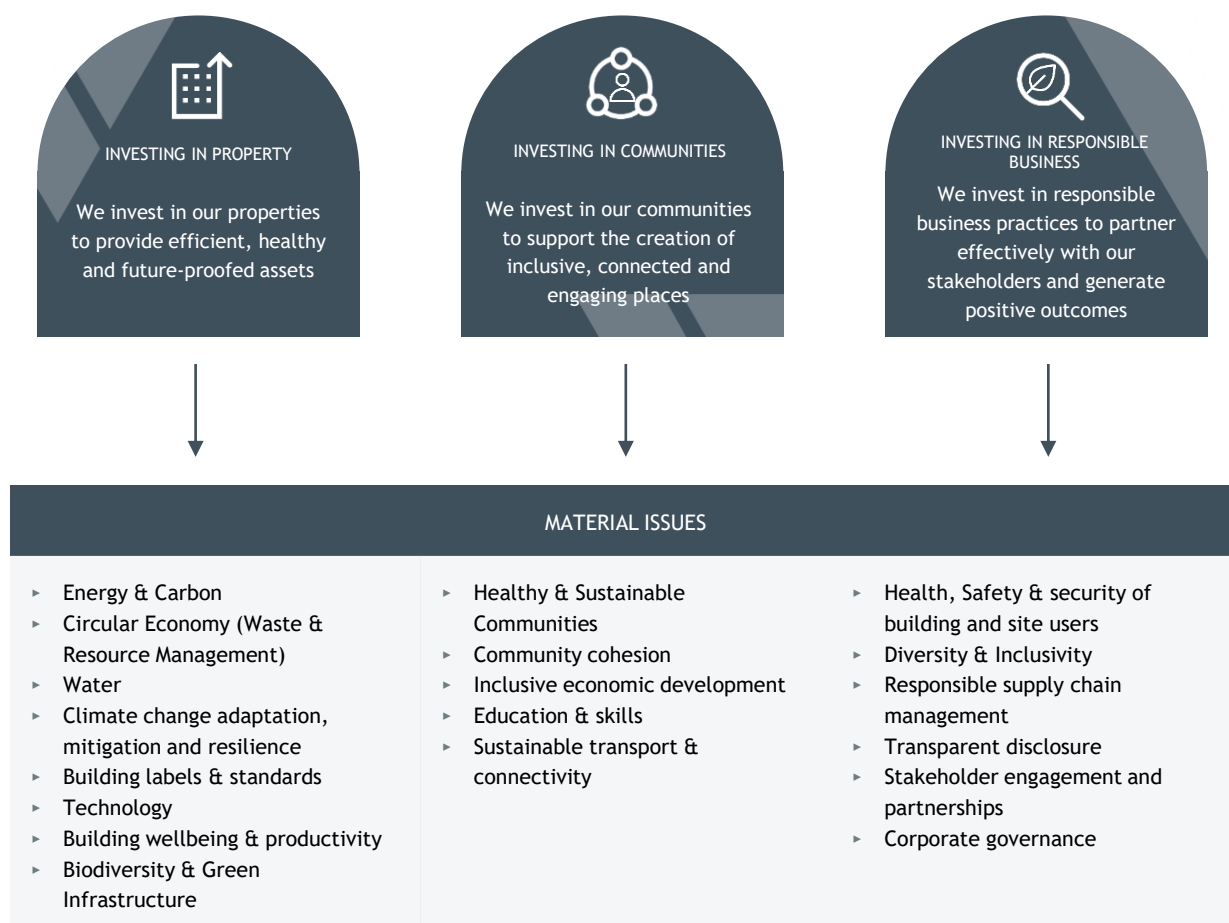 INVESTING IN PROPERTY
We invest in our properties
to provide efficient, healthy
and future-proofed assets
INVESTING IN COMMUNITIES
We invest in our communities
to support the creation of
inclusive, connected and
engaging places
INVESTING IN RESPONSIBLE
BUSINESS
We invest in responsible
business practices to partner
effectively with our
stakeholders and generate
positive outcomes
MATERIAL ISSUES
Energy & Carbon
Circular Economy (Waste &
Resource Management)
Water
Climate change adaptation,
mitigation and resilience
Building labels & standards
Technology
Building wellbeing & productivity
Biodiversity & Green
Infrastructure
Healthy & Sustainable
Communities
Community cohesion
Inclusive economic development
Education & skills
Sustainable transport &
connectivity
Health, Safety & security of
building and site users
Diversity & Inclusivity
Responsible supply chain
management
Transparent disclosure
Stakeholder engagement and
partnerships
Corporate governance